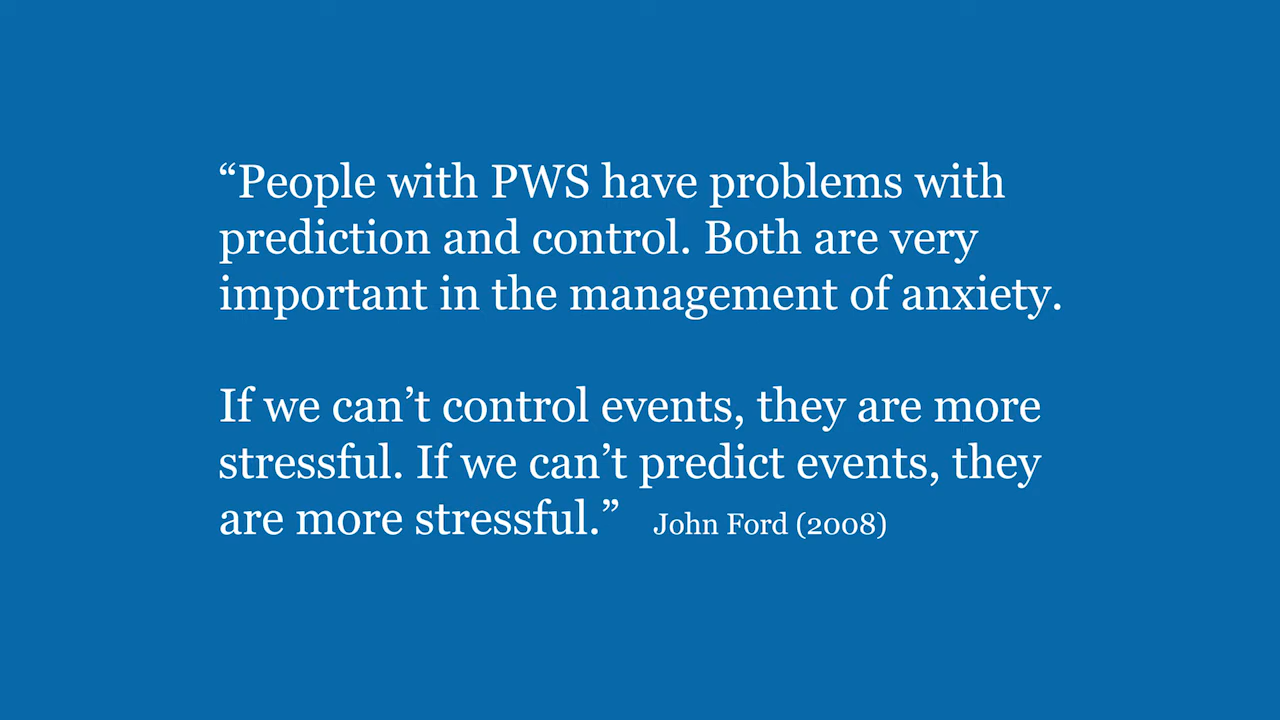 “People with PWS have problems with
prediction and control. Both are very
important in the management of anxiety.
If we can’t control events, they are more
stressful. If we can’t predict events, they
are more stressful.” John Ford (2008)